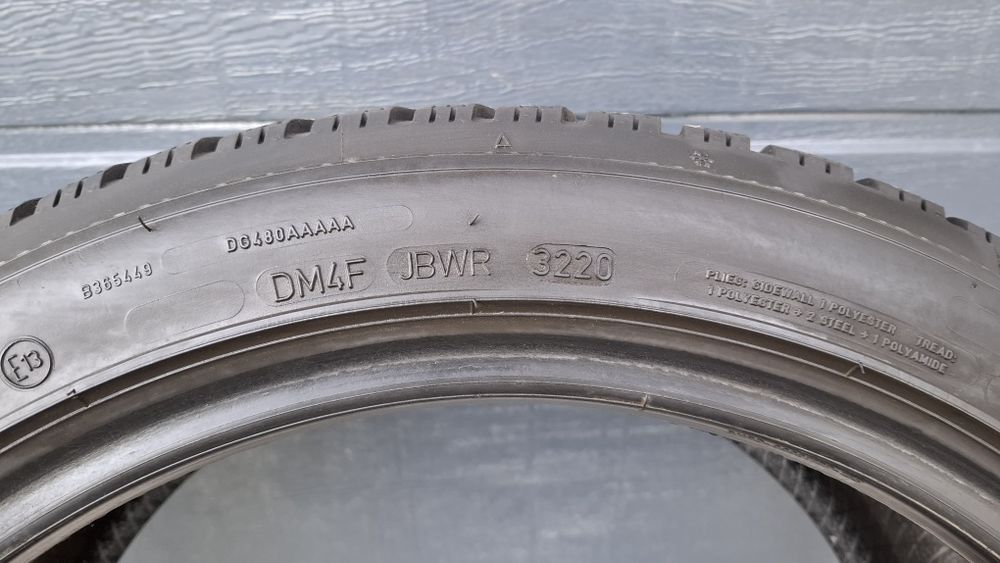 B365449
DG480AAAAA
DM4F JBWR 3220
E13
PLIES: SIDEWALL 1 POLYESTER TREAD:
1 POLYESTER + 2 STEEL + 1 POLYAMIDE